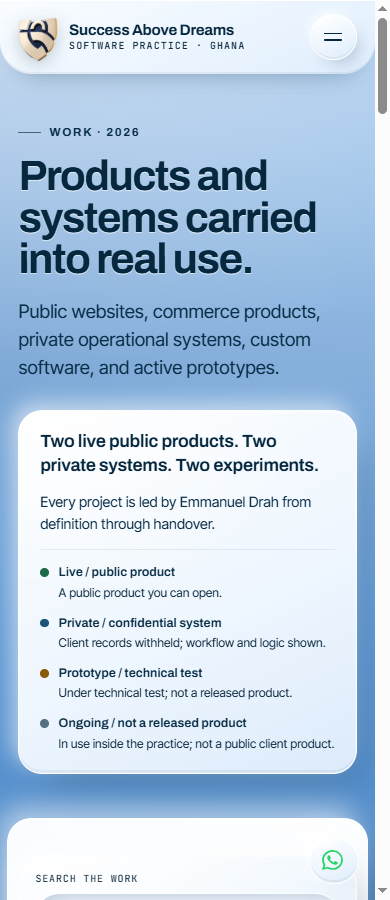 Success Above Dreams
SOFTWARE PRACTICE · GHANA
WORK · 2026
Products and
systems carried
into real use.
Public websites, commerce products,
private operational systems, custom
software, and active prototypes.
Two live public products. Two
private systems. Two experiments.
Every project is led by Emmanuel Drah from
definition through handover.
Live / public product
A public product you can open.
Private / confidential system
Client records withheld; workflow and logic shown.
Prototype / technical test
Under technical test; not a released product.
Ongoing / not a released product
In use inside the practice; not a public client product.
SEARCH THE WORK